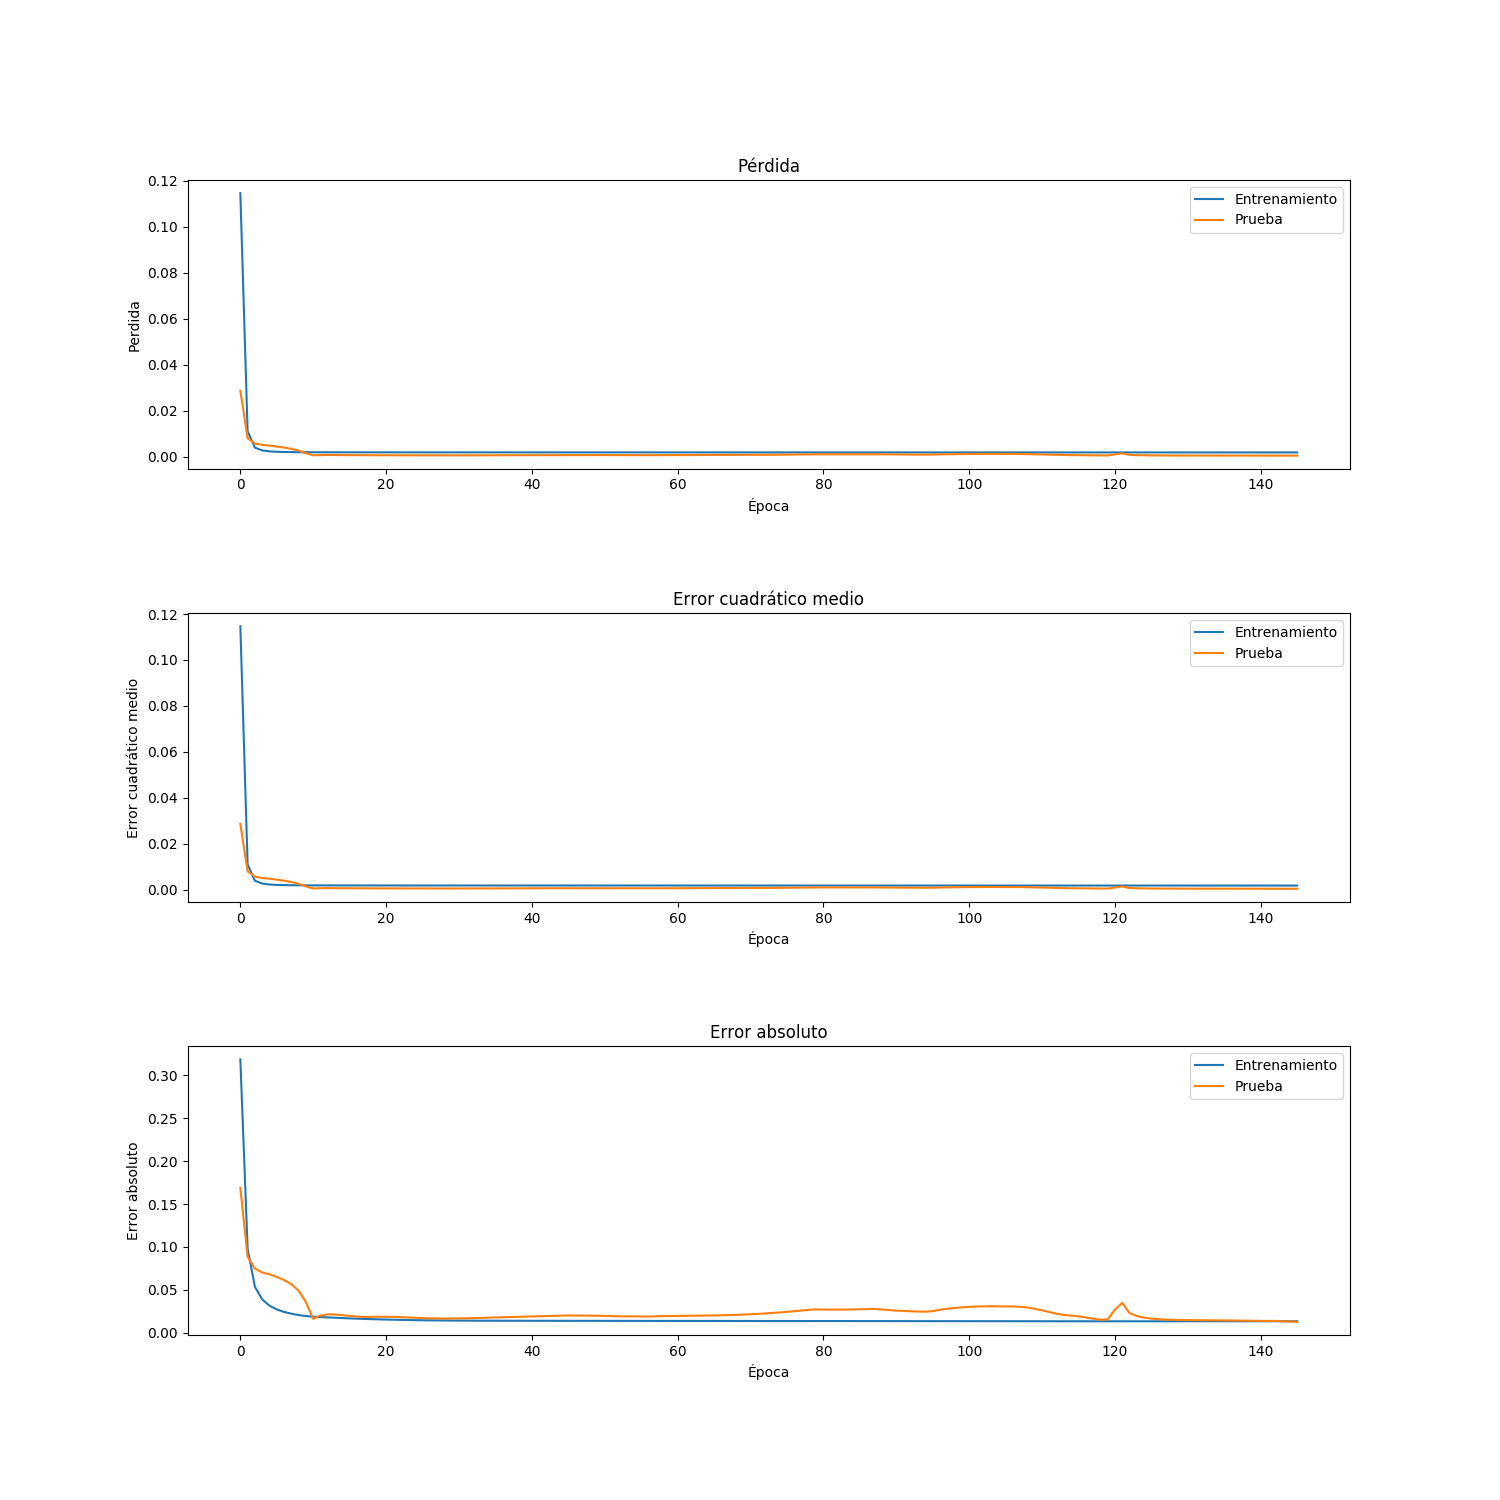 Pérdida
0.12
0.10
0.08
0.06
0.04
0.02
0.00
Perdida
Entrenamiento
Prueba
0 20 40 60 80 100 120 140
Época
Error cuadrático medio
0.12
0.10
0.08
0.06
0.04
0.02
0.00
Error cuadrático medio
Entrenamiento
Prueba
0 20 40 60 80 100 120 140
Época
Error absoluto
0.30
0.25
0.20
0.15
0.10
0.05
0.00
Error absoluto
Entrenamiento
Prueba
0 20 40 60 80 100 120 140
Época